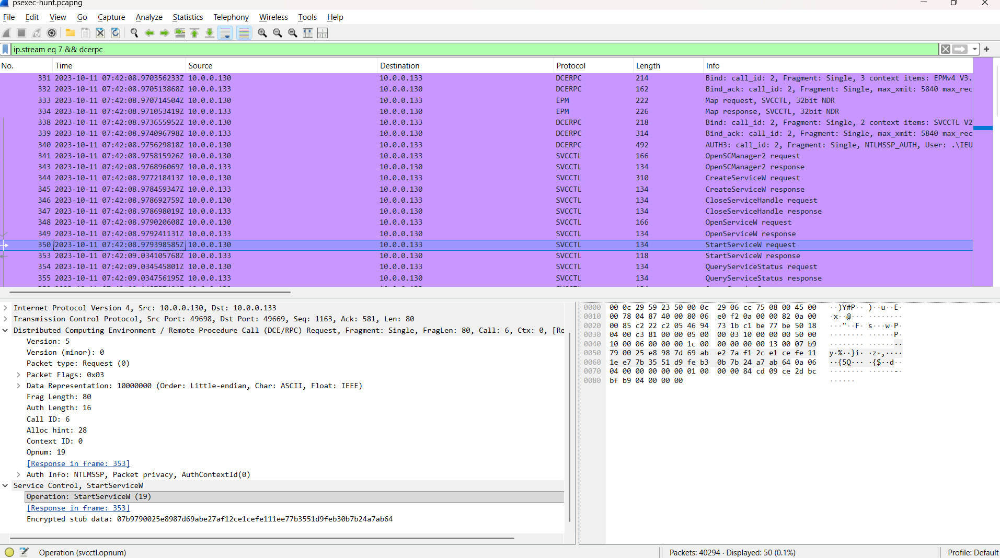 psexec-hunt.pcapng
File Edit View Go Capture Analyze Statistics Telephony Wireless Tools Help
ip.stream eq 7 && dcerpc
No. Time Source Destination Protocol Length Info
331 2023-10-11 07:42:08.970356233Z 10.0.0.130 10.0.0.133 DCERPC 214 Bind: call_id: 2, Fragment: Single, 3 context items: EPMv4 V3.
332 2023-10-11 07:42:08.970513868Z 10.0.0.133 10.0.0.130 DCERPC 162 Bind_ack: call_id: 2, Fragment: Single, max_xmit: 5840 max_rec
333 2023-10-11 07:42:08.970714504Z 10.0.0.130 10.0.0.133 EPM 222 Map request, SVCCTL, 32bit NDR
334 2023-10-11 07:42:08.971053419Z 10.0.0.133 10.0.0.130 EPM 226 Map response, SVCCTL, 32bit NDR
338 2023-10-11 07:42:08.973655952Z 10.0.0.130 10.0.0.133 DCERPC 218 Bind: call_id: 2, Fragment: Single, 2 context items: SVCCTL V2
339 2023-10-11 07:42:08.974096798Z 10.0.0.133 10.0.0.130 DCERPC 314 Bind_ack: call_id: 2, Fragment: Single, max_xmit: 5840 max_rec
340 2023-10-11 07:42:08.975629818Z 10.0.0.130 10.0.0.133 DCERPC 492 AUTH3: call_id: 2, Fragment: Single, NTLMSSP_AUTH, User: .\IEU
341 2023-10-11 07:42:08.975815926Z 10.0.0.130 10.0.0.133 SVCCTL 166 OpenSCManager2 request
343 2023-10-11 07:42:08.976896069Z 10.0.0.133 10.0.0.130 SVCCTL 134 OpenSCManager2 response
344 2023-10-11 07:42:08.977218413Z 10.0.0.130 10.0.0.133 SVCCTL 310 CreateServiceW request
345 2023-10-11 07:42:08.978459347Z 10.0.0.133 10.0.0.130 SVCCTL 134 CreateServiceW response
346 2023-10-11 07:42:08.978692759Z 10.0.0.130 10.0.0.133 SVCCTL 134 CloseServiceHandle request
347 2023-10-11 07:42:08.978698019Z 10.0.0.133 10.0.0.130 SVCCTL 134 CloseServiceHandle response
348 2023-10-11 07:42:08.979020608Z 10.0.0.130 10.0.0.133 SVCCTL 166 OpenServiceW request
349 2023-10-11 07:42:08.979241131Z 10.0.0.133 10.0.0.130 SVCCTL 134 OpenServiceW response
350 2023-10-11 07:42:08.979398585Z 10.0.0.130 10.0.0.133 SVCCTL 134 StartServiceW request
353 2023-10-11 07:42:09.034105768Z 10.0.0.133 10.0.0.130 SVCCTL 118 StartServiceW response
354 2023-10-11 07:42:09.034545801Z 10.0.0.130 10.0.0.133 SVCCTL 134 QueryServiceStatus request
355 2023-10-11 07:42:09.034756195Z 10.0.0.133 10.0.0.130 SVCCTL 134 QueryServiceStatus response
Internet Protocol Version 4, Src: 10.0.0.130, Dst: 10.0.0.133
Transmission Control Protocol, Src Port: 49698, Dst Port: 49669, Seq: 1163, Ack: 581, Len: 80
Distributed Computing Environment / Remote Procedure Call (DCE/RPC) Request, Fragment: Single, FragLen: 80, Call: 6, Ctx: 0, [Re
Version: 5
Version (minor): 0
Packet type: Request (0)
Packet Flags: 0x03
Data Representation: 10000000 (Order: Little-endian, Char: ASCII, Float: IEEE)
Frag Length: 80
Auth Length: 16
Call ID: 6
Alloc hint: 28
Context ID: 0
Opnum: 19
[Response in frame: 353]
Auth Info: NTLMSSP, Packet privacy, AuthContextId(0)
Service Control, StartServiceW
Operation: StartServiceW (19)
[Response in frame: 353]
Encrypted stub data: 07b9790025e8987d69abe27af12ce1cefe111ee77b3551d9feb30b7b24a7ab64
0000 00 0c 29 59 23 50 00 0c 29 06 cc 75 08 00 45 00 ··)Y#P·· )··u··E·
0010 00 78 04 87 40 00 80 06 e0 f2 0a 00 00 82 0a 00 ·x··@··· ········
0020 00 85 c2 22 c2 05 46 94 73 1b c1 be 77 be 50 18 ···"··F· s···w·P·
0030 04 00 c3 81 00 00 05 00 00 03 10 00 00 00 50 00 ········ ······P·
0040 10 00 06 00 00 00 1c 00 00 00 00 00 13 00 07 b9 ········ ········
0050 79 00 25 e8 98 7d 69 ab e2 7a f1 2c e1 ce fe 11 y·%··}i· ·z·,····
0060 1e e7 7b 35 51 d9 fe b3 0b 7b 24 a7 ab 64 0a 06 ··{5Q··· ·{$··d··
0070 04 00 00 00 00 00 01 00 00 00 84 cd 09 ce 2d bc ········ ······-·
0080 bf b9 04 00 00 00 ······
Operation (svcctl.opnum)
Packets: 40294 · Displayed: 50 (0.1%)
Profile: Default